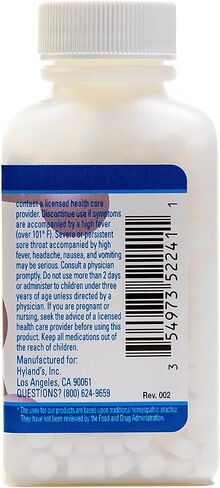 contact a licensed health care
provider. Discontinue use if symptoms
are accompanied by a high fever
(over 101° F). Severe or persistent
sore throat accompanied by high
fever, headache, nausea, and vomiting
may be serious. Consult a physician
promptly. Do not use more than 2 days
or administer to children under three
years of age unless directed by a
physician. If you are pregnant or
nursing, seek the advice of a licensed
health care provider before using this
product. Keep all medications out of
the reach of children.
Manufactured for:
Hyland's, Inc.
Los Angeles, CA 90061
QUESTIONS? (800) 624-9659
Rev. 002
3 54973 52241 1
*The uses for our products are based upon traditional homeopathic practice.
They have not been reviewed by the Food and Drug Administration.